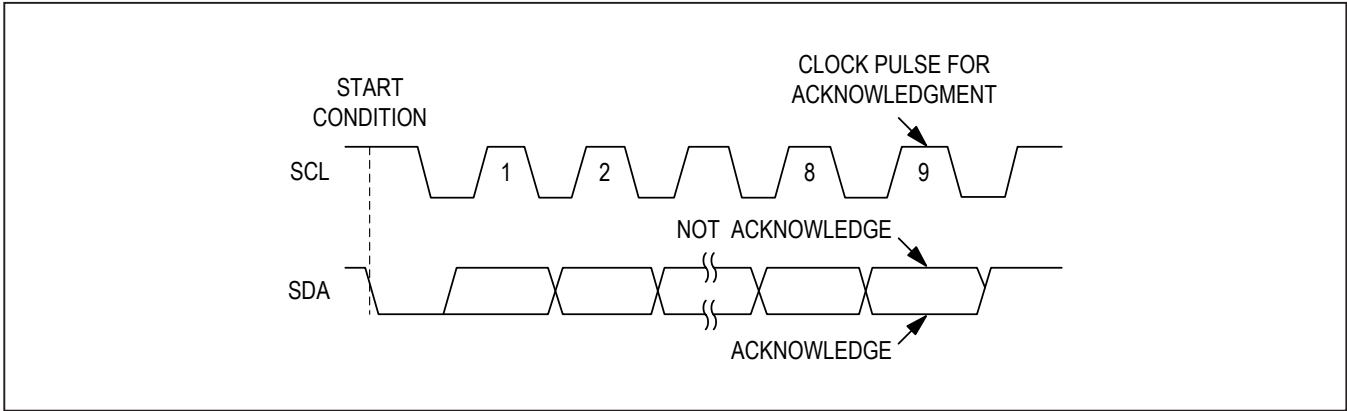 CLOCK PULSE FOR
ACKNOWLEDGMENT
START
CONDITION
SCL
1
2
8
9
NOT ACKNOWLEDGE
SDA
ACKNOWLEDGE